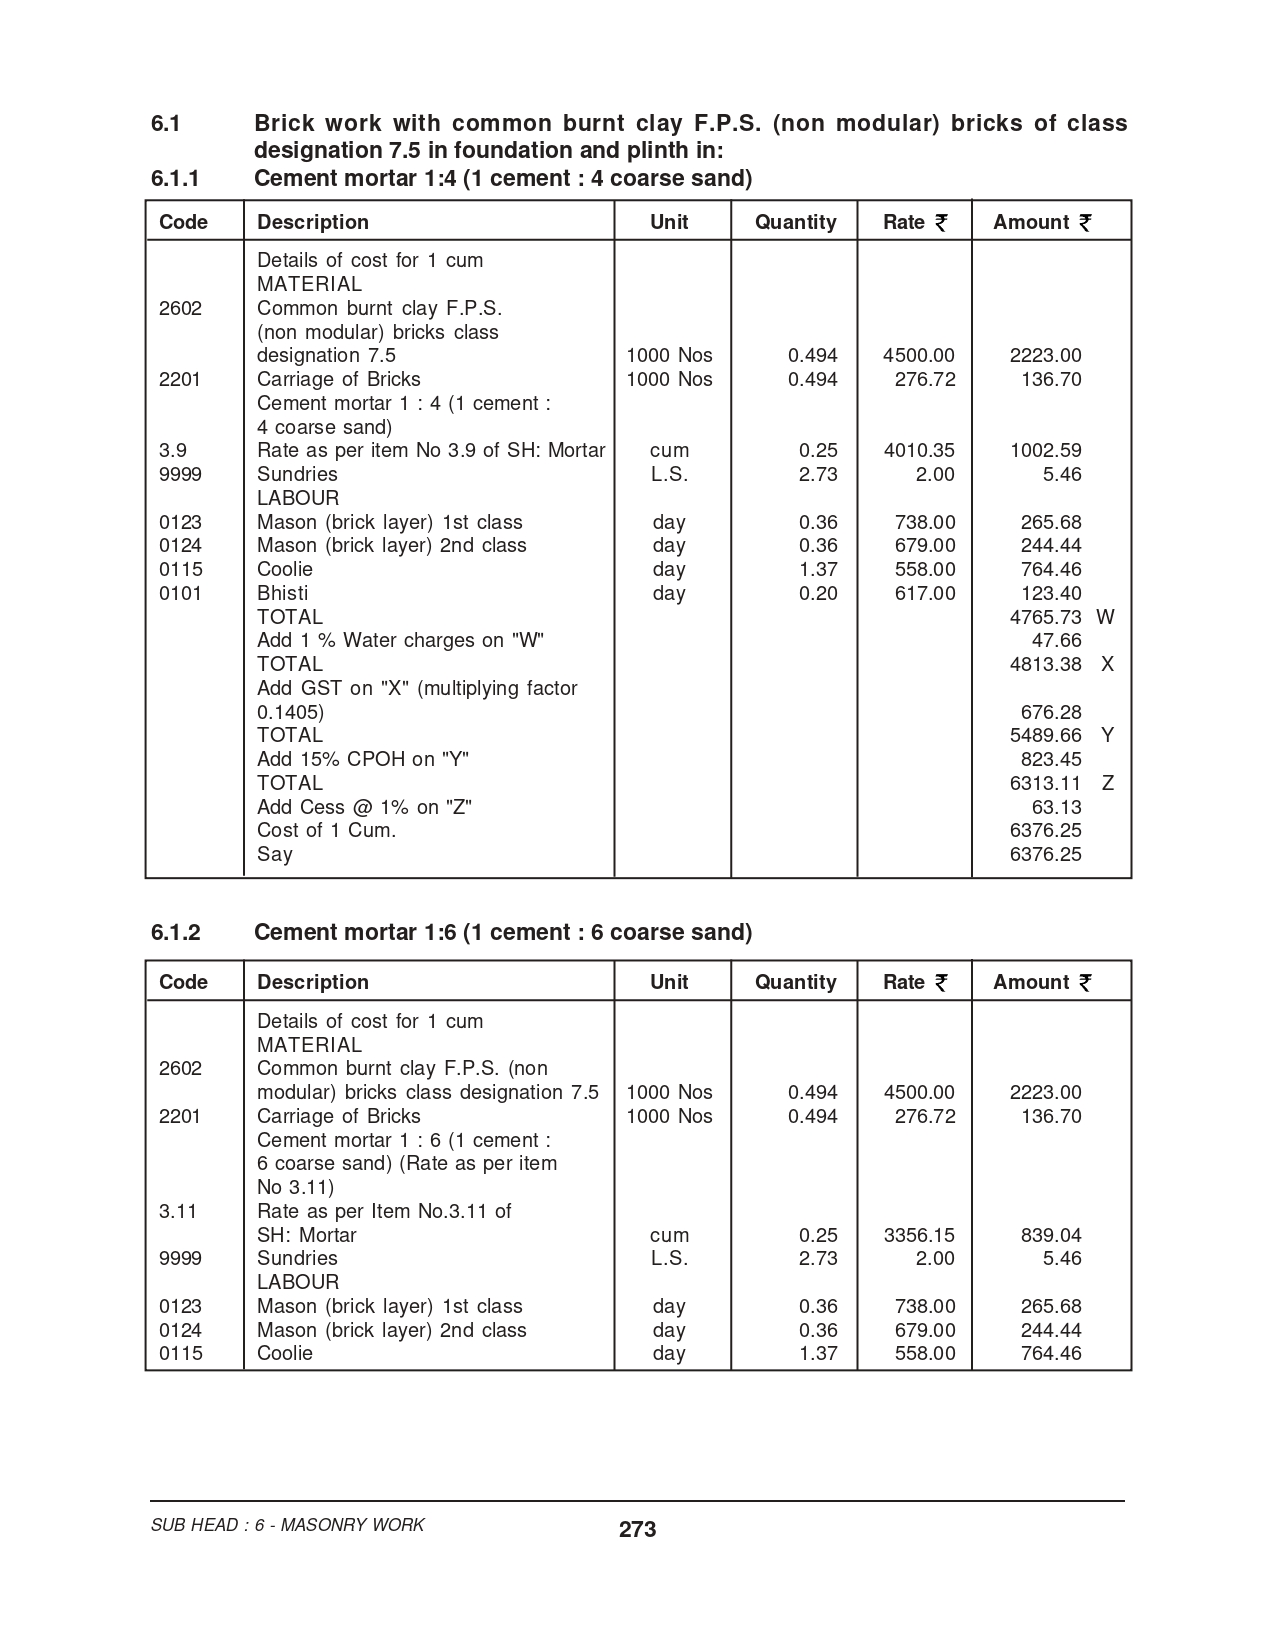 6.1 Brick work with common burnt clay F.P.S. (non modular) bricks of class
designation 7.5 in foundation and plinth in:
6.1.1 Cement mortar 1:4 (1 cement : 4 coarse sand)
Code Description Unit Quantity Rate ₹ Amount ₹
Details of cost for 1 cum
MATERIAL
2602 Common burnt clay F.P.S.
(non modular) bricks class
designation 7.5 1000 Nos 0.494 4500.00 2223.00
2201 Carriage of Bricks 1000 Nos 0.494 276.72 136.70
Cement mortar 1 : 4 (1 cement :
4 coarse sand)
3.9 Rate as per item No 3.9 of SH: Mortar cum 0.25 4010.35 1002.59
9999 Sundries L.S. 2.73 2.00 5.46
LABOUR
0123 Mason (brick layer) 1st class day 0.36 738.00 265.68
0124 Mason (brick layer) 2nd class day 0.36 679.00 244.44
0115 Coolie day 1.37 558.00 764.46
0101 Bhisti day 0.20 617.00 123.40
TOTAL 4765.73 W
Add 1 % Water charges on "W" 47.66
TOTAL 4813.38 X
Add GST on "X" (multiplying factor
0.1405) 676.28
TOTAL 5489.66 Y
Add 15% CPOH on "Y" 823.45
TOTAL 6313.11 Z
Add Cess @ 1% on "Z" 63.13
Cost of 1 Cum. 6376.25
Say 6376.25
6.1.2 Cement mortar 1:6 (1 cement : 6 coarse sand)
Code Description Unit Quantity Rate ₹ Amount ₹
Details of cost for 1 cum
MATERIAL
2602 Common burnt clay F.P.S. (non
modular) bricks class designation 7.5 1000 Nos 0.494 4500.00 2223.00
2201 Carriage of Bricks 1000 Nos 0.494 276.72 136.70
Cement mortar 1 : 6 (1 cement :
6 coarse sand) (Rate as per item
No 3.11)
3.11 Rate as per Item No.3.11 of
SH: Mortar cum 0.25 3356.15 839.04
9999 Sundries L.S. 2.73 2.00 5.46
LABOUR
0123 Mason (brick layer) 1st class day 0.36 738.00 265.68
0124 Mason (brick layer) 2nd class day 0.36 679.00 244.44
0115 Coolie day 1.37 558.00 764.46
SUB HEAD : 6 - MASONRY WORK 273